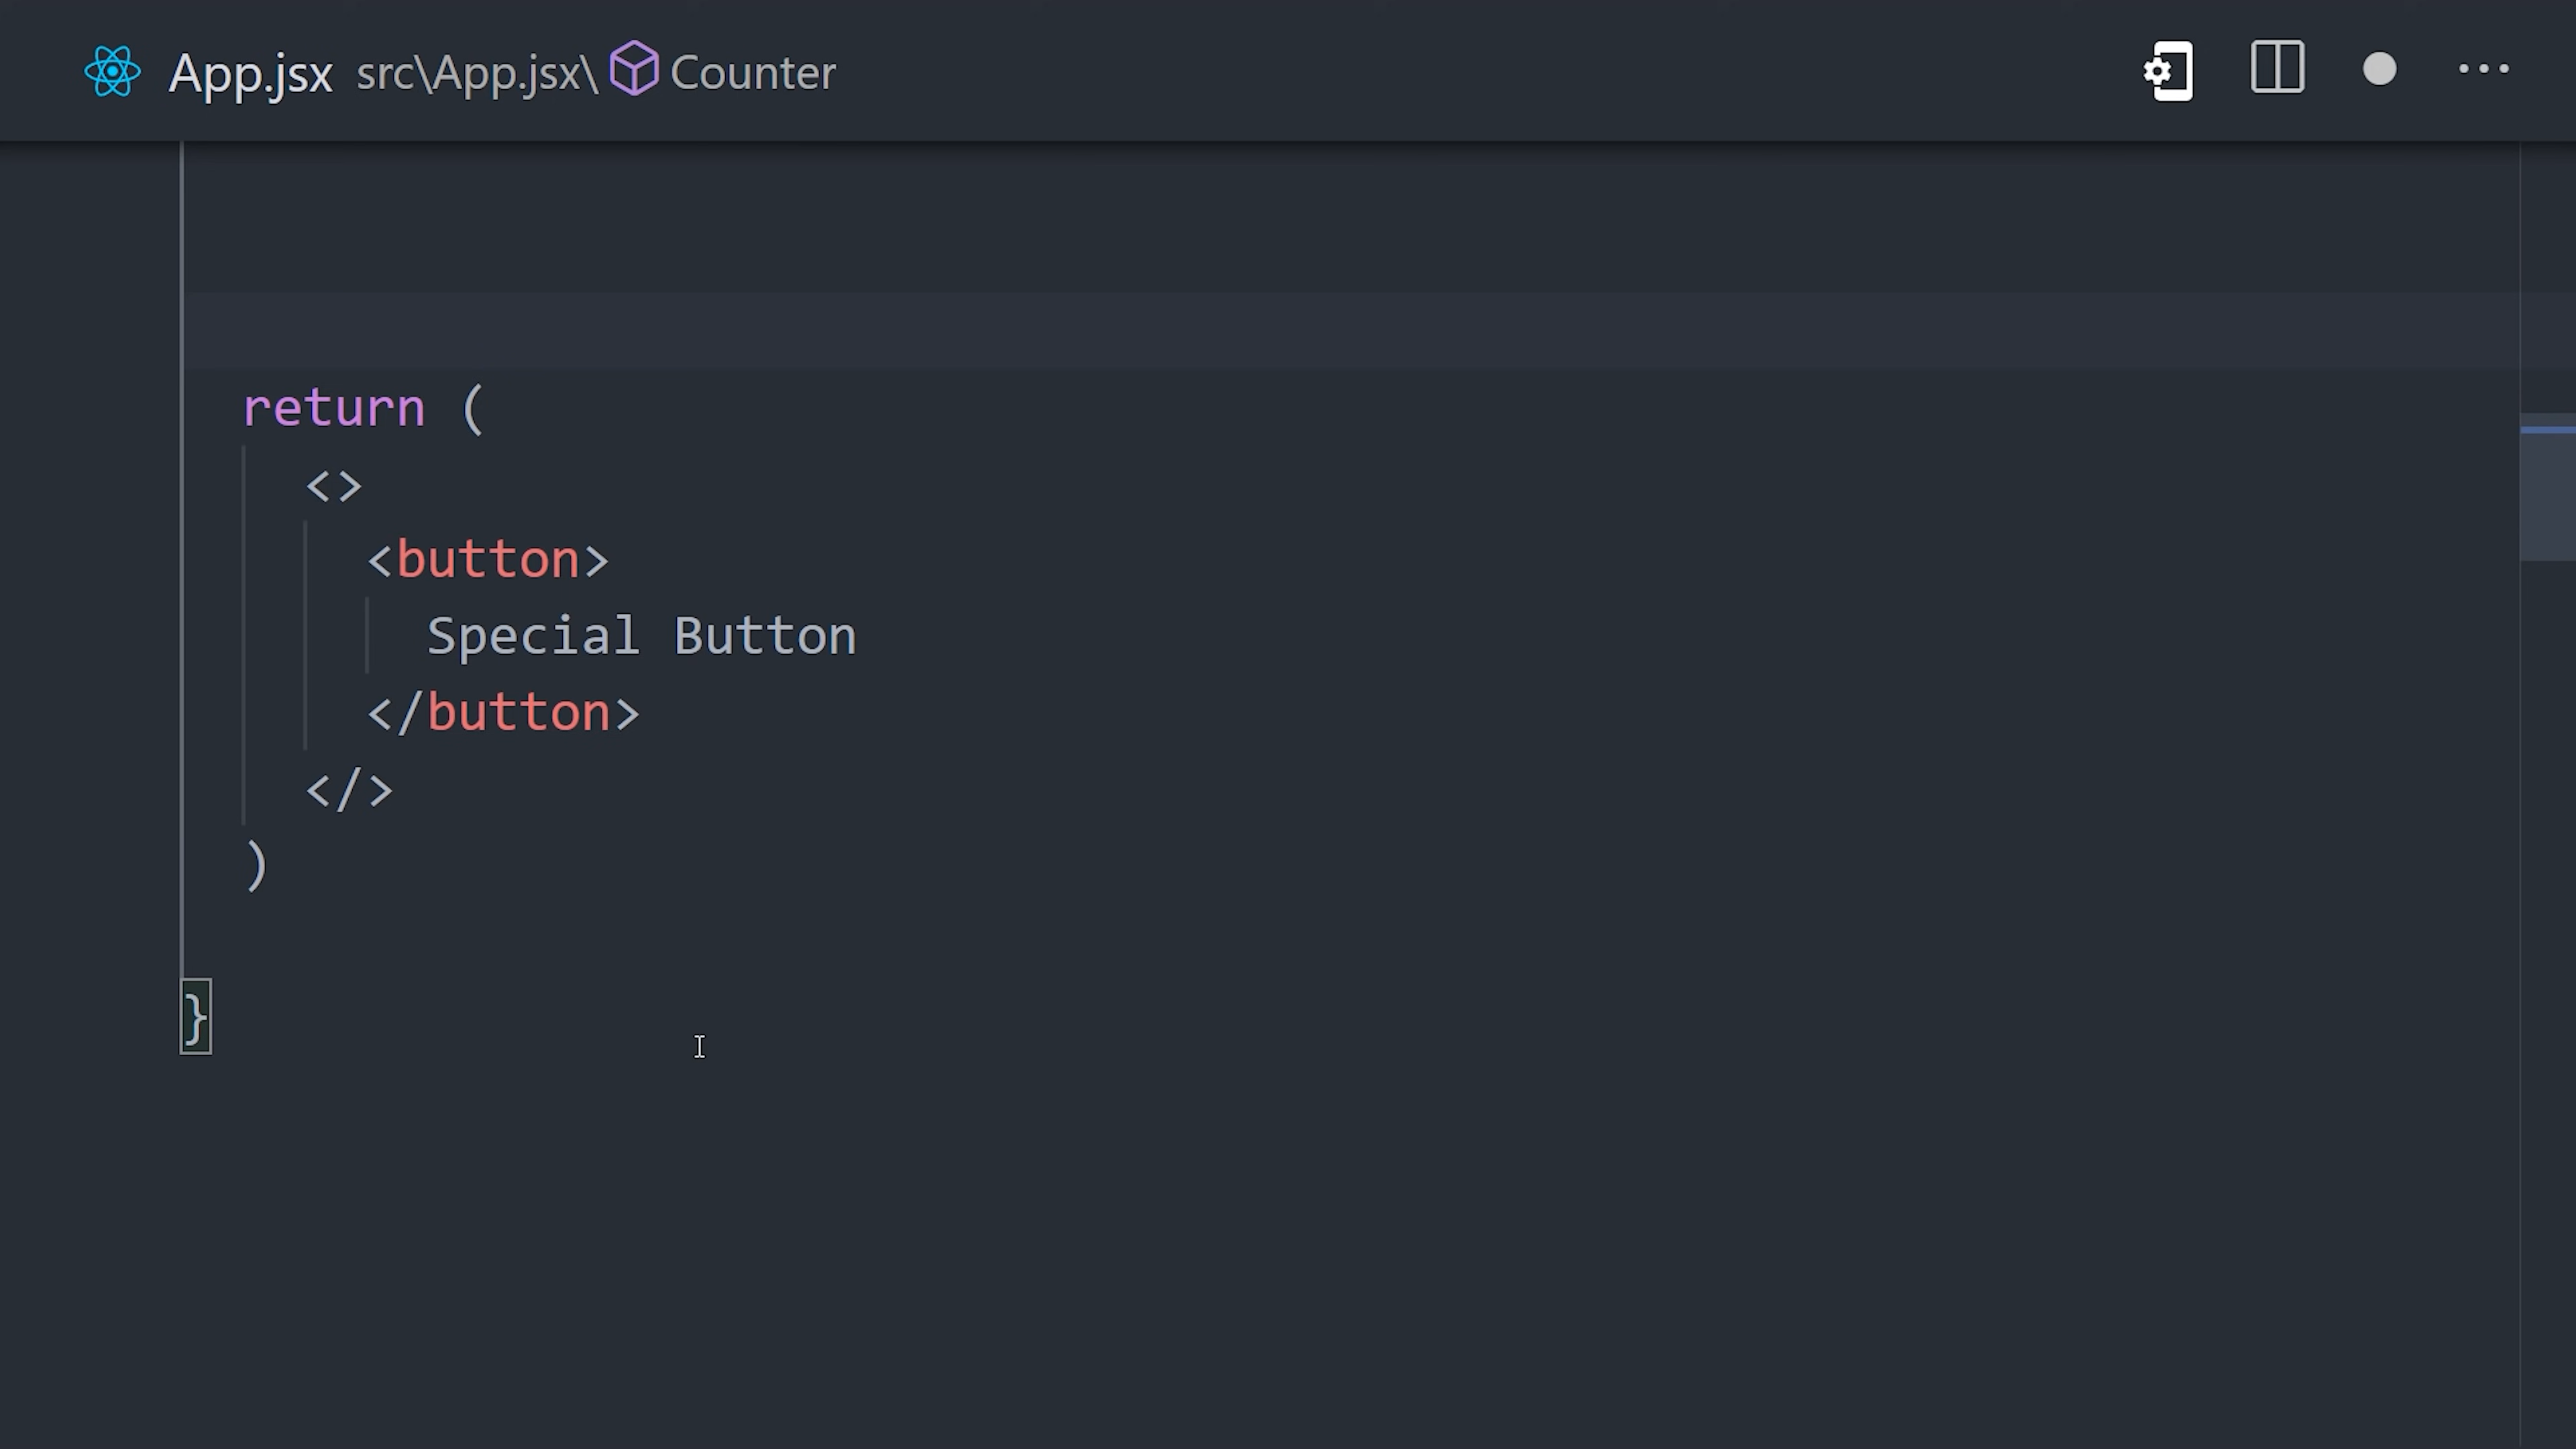 App.jsx src\App.jsx\ Counter
return (
<>
<button>
Special Button
</button>
</>
)
}